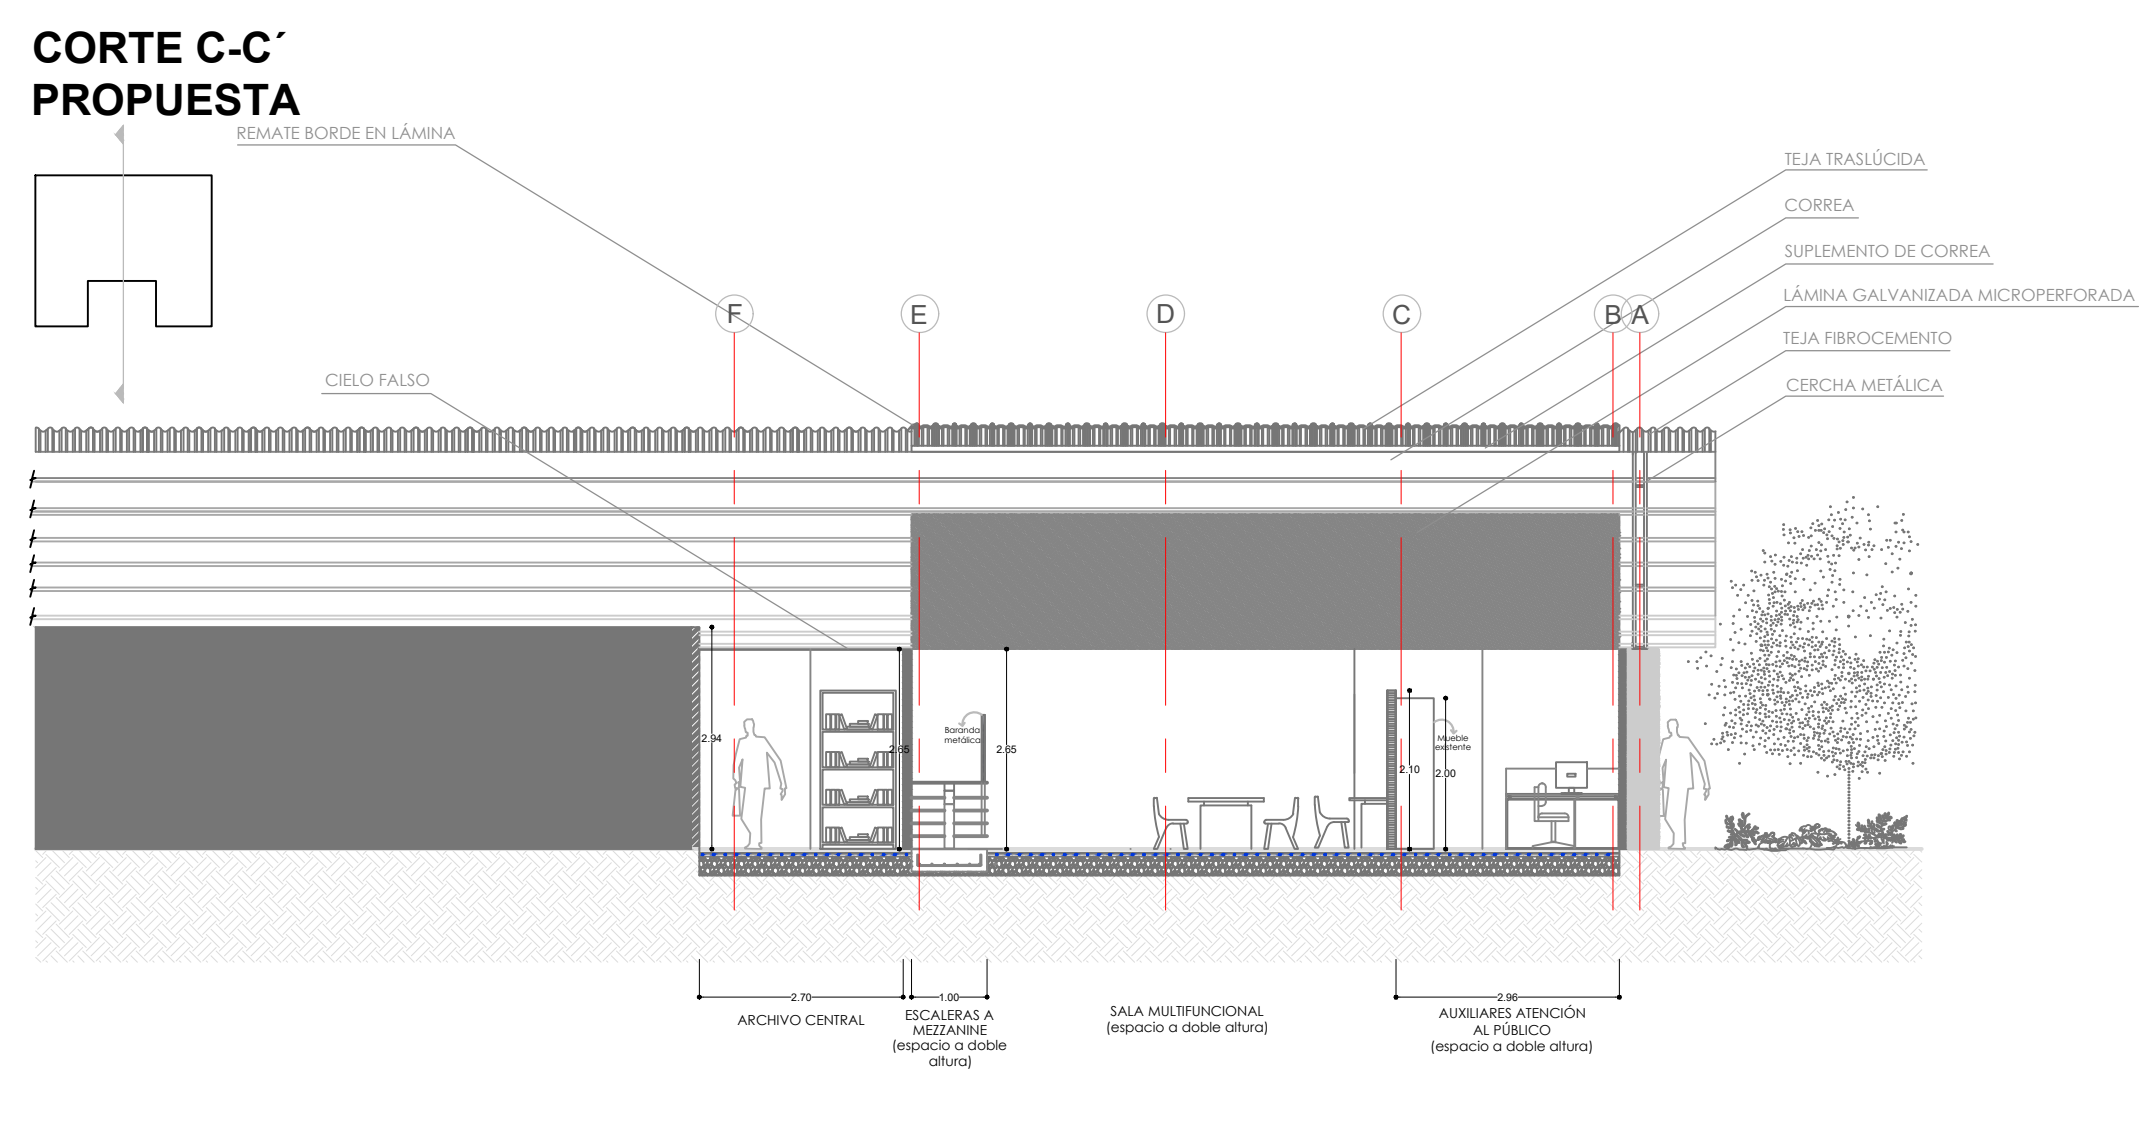 CORTE C-C´
PROPUESTA
REMATE BORDE EN LÁMINA
TEJA TRASLÚCIDA
CORREA
SUPLEMENTO DE CORREA
LÁMINA GALVANIZADA MICROPERFORADA
TEJA FIBROCEMENTO
CERCHA METÁLICA
CIELO FALSO
F
E
D
C
B
A
2.94
2.65
Baranda
metálica
2.65
2.10
Mueble
existente
2.00
2.70
1.00
2.96
ARCHIVO CENTRAL
ESCALERAS A
MEZZANINE
(espacio a doble
altura)
SALA MULTIFUNCIONAL
(espacio a doble altura)
AUXILIARES ATENCIÓN
AL PÚBLICO
(espacio a doble altura)